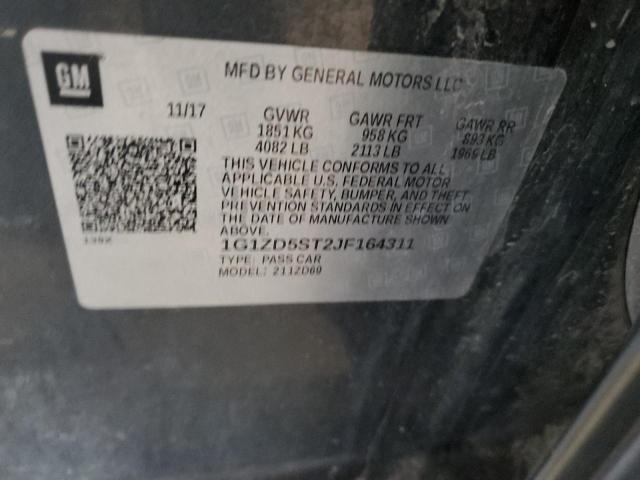 GM
MFD BY GENERAL MOTORS LLC
11/17
GVWR GAWR FRT GAWR RR
1851 KG 958 KG 893 KG
4082 LB 2113 LB 1969 LB
THIS VEHICLE CONFORMS TO ALL
APPLICABLE U.S. FEDERAL MOTOR
VEHICLE SAFETY, BUMPER, AND THEFT
PREVENTION STANDARDS IN EFFECT ON
THE DATE OF MANUFACTURE SHOWN
ABOVE.
1G1ZD5ST2JF164311
TYPE: PASS CAR
MODEL: 211ZD69